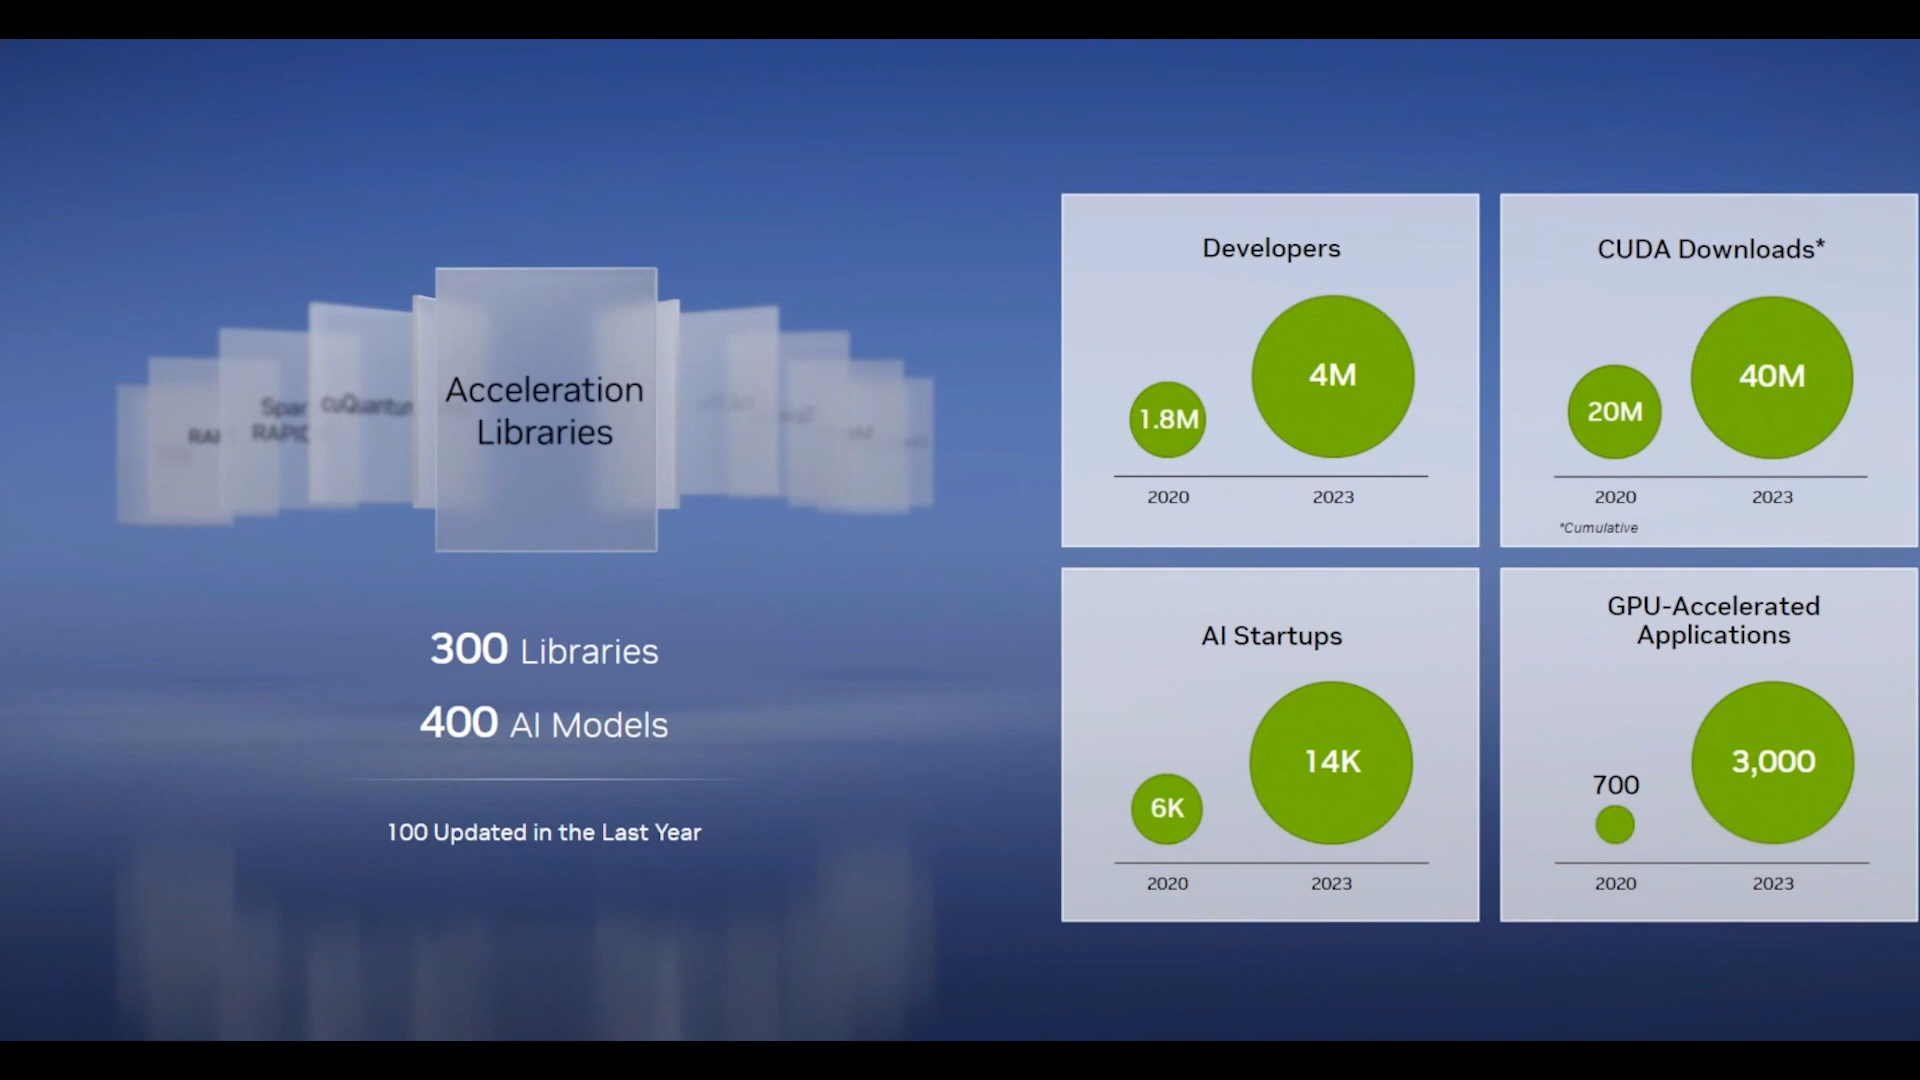 cuQuantum
Acceleration
Libraries
300 Libraries
400 AI Models
100 Updated in the Last Year
Developers
1.8M
4M
2020
2023
CUDA Downloads*
20M
40M
2020
2023
*Cumulative
AI Startups
6K
14K
2020
2023
GPU-Accelerated
Applications
700
3,000
2020
2023